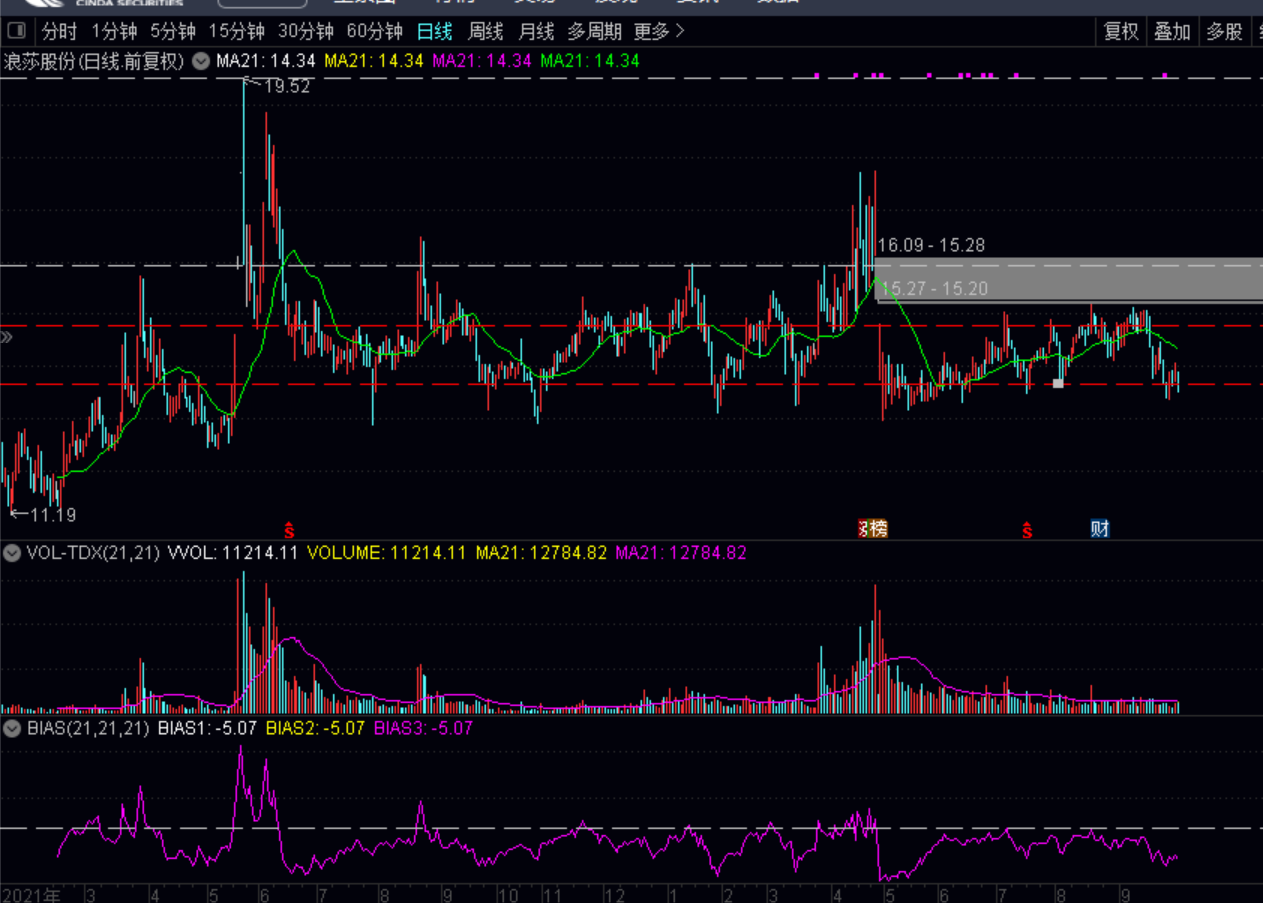 CINDA SECURITIES
分时 1分钟 5分钟 15分钟 30分钟 60分钟 日线 周线 月线 多周期 更多 > 复权 叠加 多股
浪莎股份(日线.前复权) MA21: 14.34 MA21: 14.34 MA21: 14.34 MA21: 14.34
19.52
16.09 - 15.28
15.27 - 15.20
11.19
S 榜 S 财
VOL-TDX(21,21) VVOL: 11214.11 VOLUME: 11214.11 MA21: 12784.82 MA21: 12784.82
BIAS(21,21,21) BIAS1: -5.07 BIAS2: -5.07 BIAS3: -5.07
2021年 3 4 5 6 7 8 9 10 11 12 1 2 3 4 5 6 7 8 9